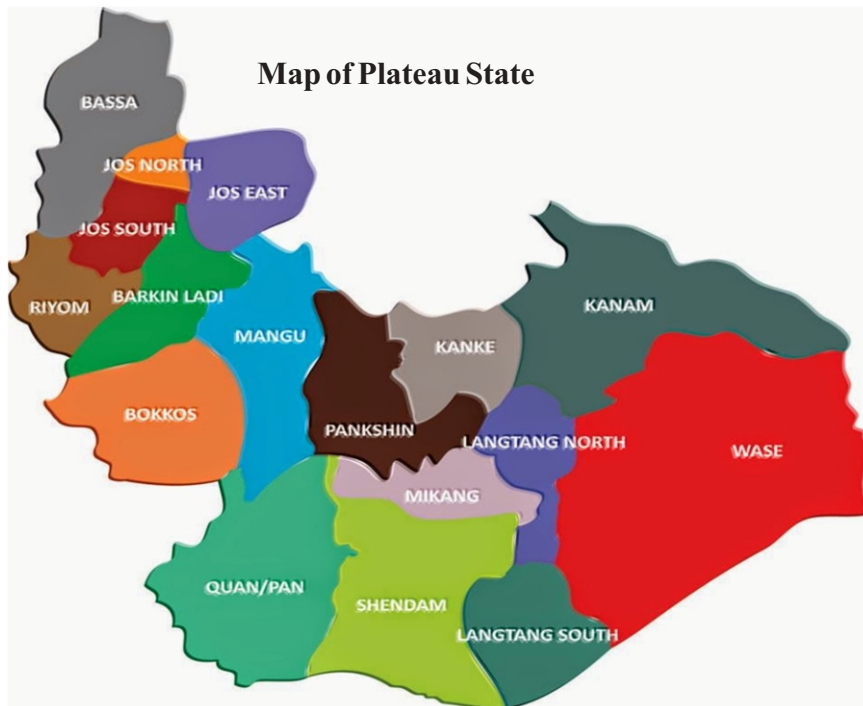 Map of Plateau State
BASSA
JOS NORTH
JOS EAST
JOS SOUTH
RIYOM
BARKIN LADI
KANAM
MANGU
KANKE
BOKKOS
PANKSHIN
LANGTANG NORTH
WASE
MIKANG
QUAN/PAN
SHENDAM
LANGTANG SOUTH